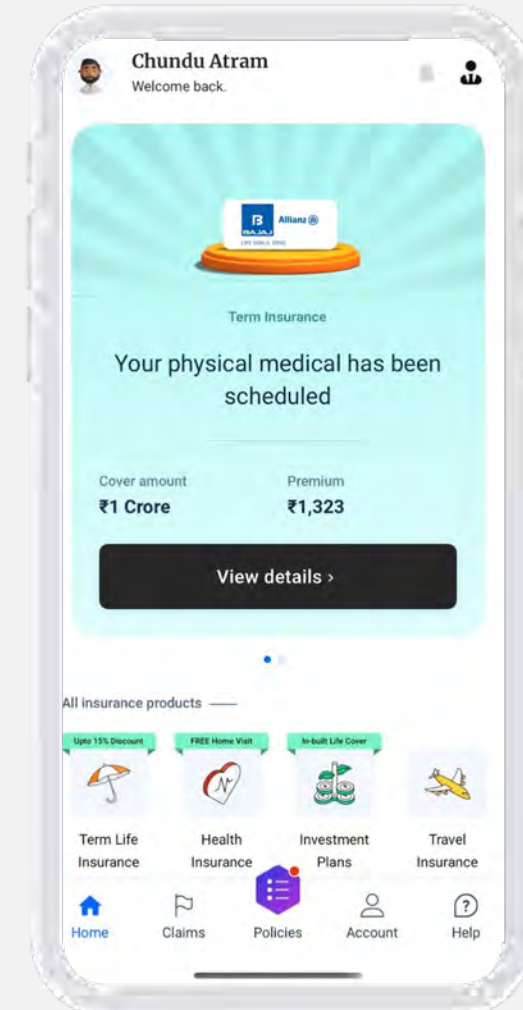 Chundu Atram
Welcome back.
B
BAJAJ
Allianz
Term Insurance
Your physical medical has been
scheduled
Cover amount
Premium
₹1 Crore
₹1,323
View details ›
All insurance products
Upto 15% Discount
FREE Home Visit
In-built Life Cover
Term Life
Insurance
Health
Insurance
Investment
Plans
Travel
Insurance
Home
Claims
Policies
Account
Help